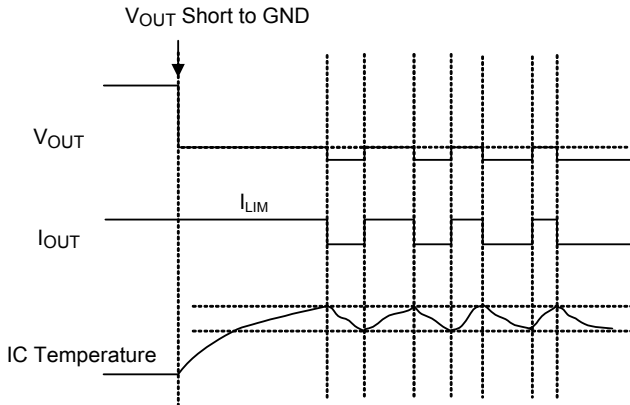 VOUT Short to GND
VOUT
ILIM
IOUT
IC Temperature